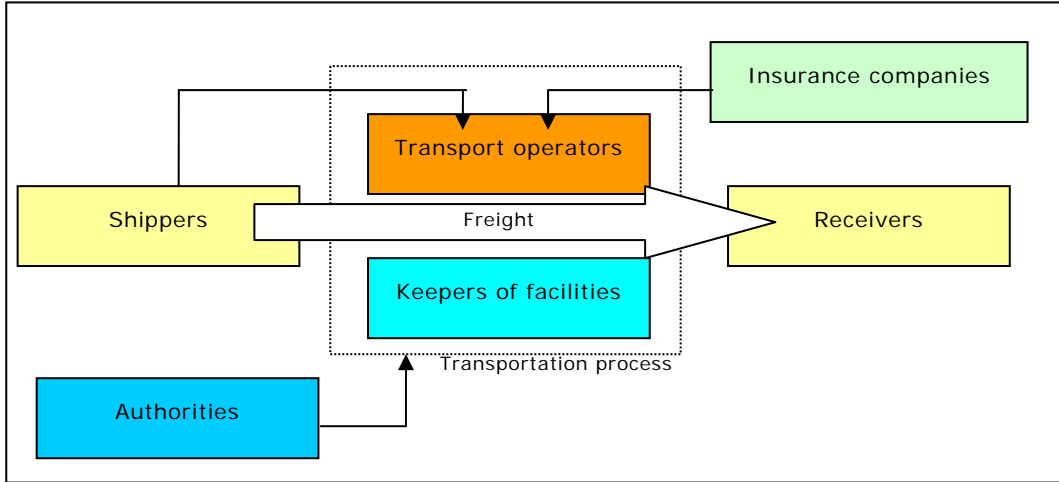 Insurance companies
Transport operators
Shippers
Freight
Receivers
Keepers of facilities
Transportation process
Authorities